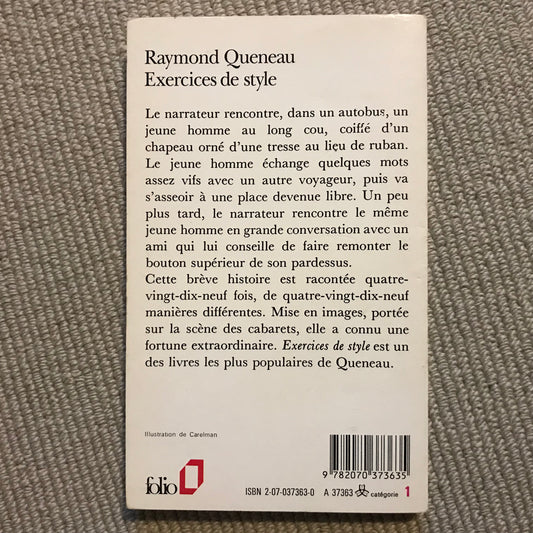 Raymond Queneau
Exercices de style
Le narrateur rencontre, dans un autobus, un
jeune homme au long cou, coiffé d'un
chapeau orné d'une tresse au lieu de ruban.
Le jeune homme échange quelques mots
assez vifs avec un autre voyageur, puis va
s'asseoir à une place devenue libre. Un peu
plus tard, le narrateur rencontre le même
jeune homme en grande conversation avec un
ami qui lui conseille de faire remonter le
bouton supérieur de son pardessus.
Cette brève histoire est racontée quatre-
vingt-dix-neuf fois, de quatre-vingt-dix-neuf
manières différentes. Mise en images, portée
sur la scène des cabarets, elle a connu une
fortune extraordinaire. Exercices de style est un
des livres les plus populaires de Queneau.
Illustration de Carelman
9 782070 373635
folio
ISBN 2-07-037363-0 A 37363 catégorie 1